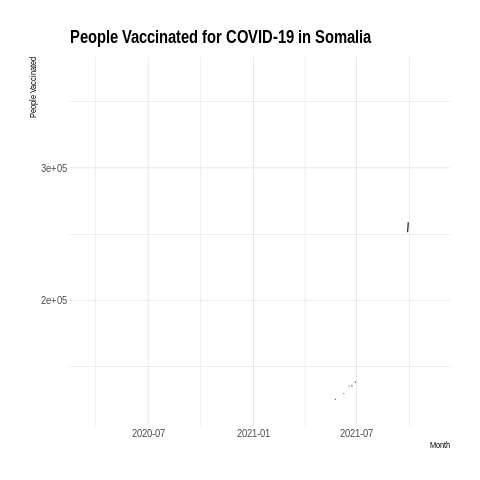 People Vaccinated for COVID-19 in Somalia
People Vaccinated
3e+05
2e+05
2020-07
2021-01
2021-07
Month